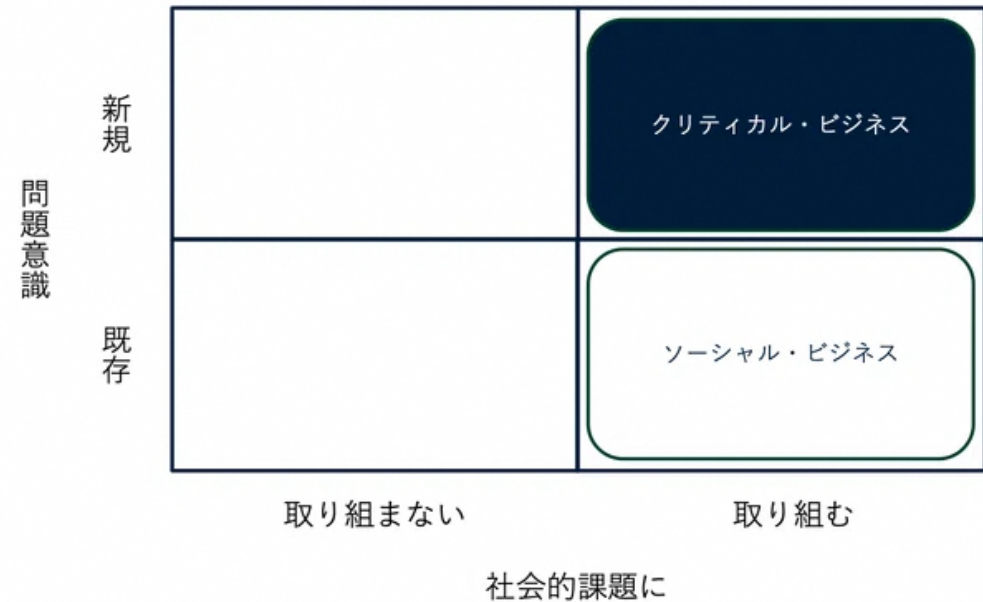 新規
クリティカル・ビジネス
問題意識
既存
ソーシャル・ビジネス
取り組まない
取り組む
社会的課題に